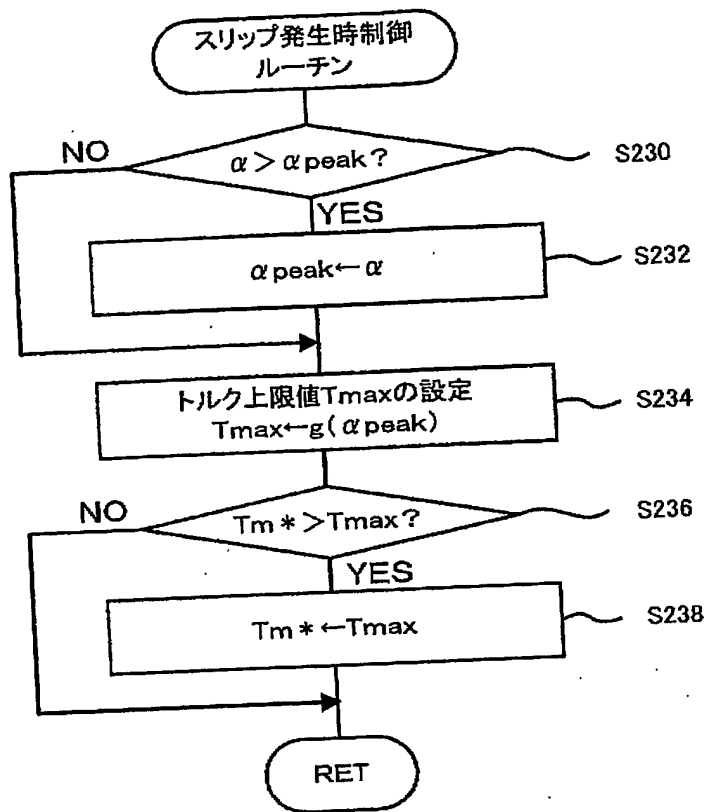 スリップ発生時制御
ルーチン
NO
α>αpeak?
S230
YES
αpeak←α
S232
トルク上限値Tmaxの設定
Tmax←g(αpeak)
S234
NO
Tm*>Tmax?
S236
YES
Tm*←Tmax
S238
RET